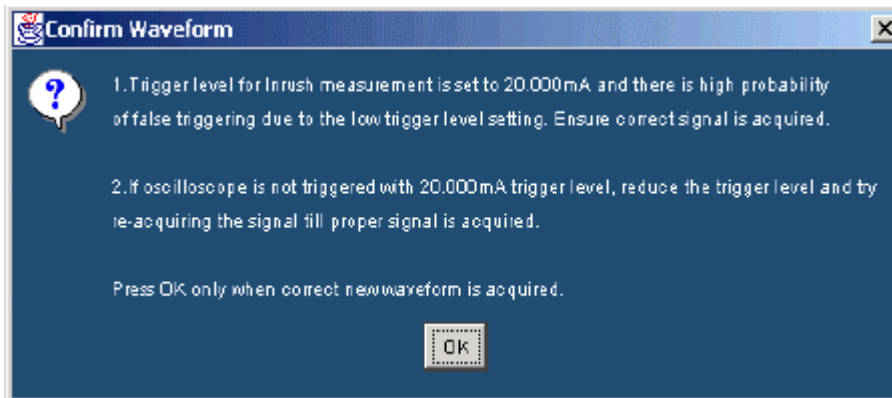 Confirm Waveform
1.Trigger level for Inrush measurement is set to 20.000mA and there is high probability
of false triggering due to the low trigger level setting. Ensure correct signal is acquired.
2.If oscilloscope is not triggered with 20.000mA trigger level, reduce the trigger level and try
re-acquiring the signal till proper signal is acquired.
Press OK only when correct new waveform is acquired.
OK